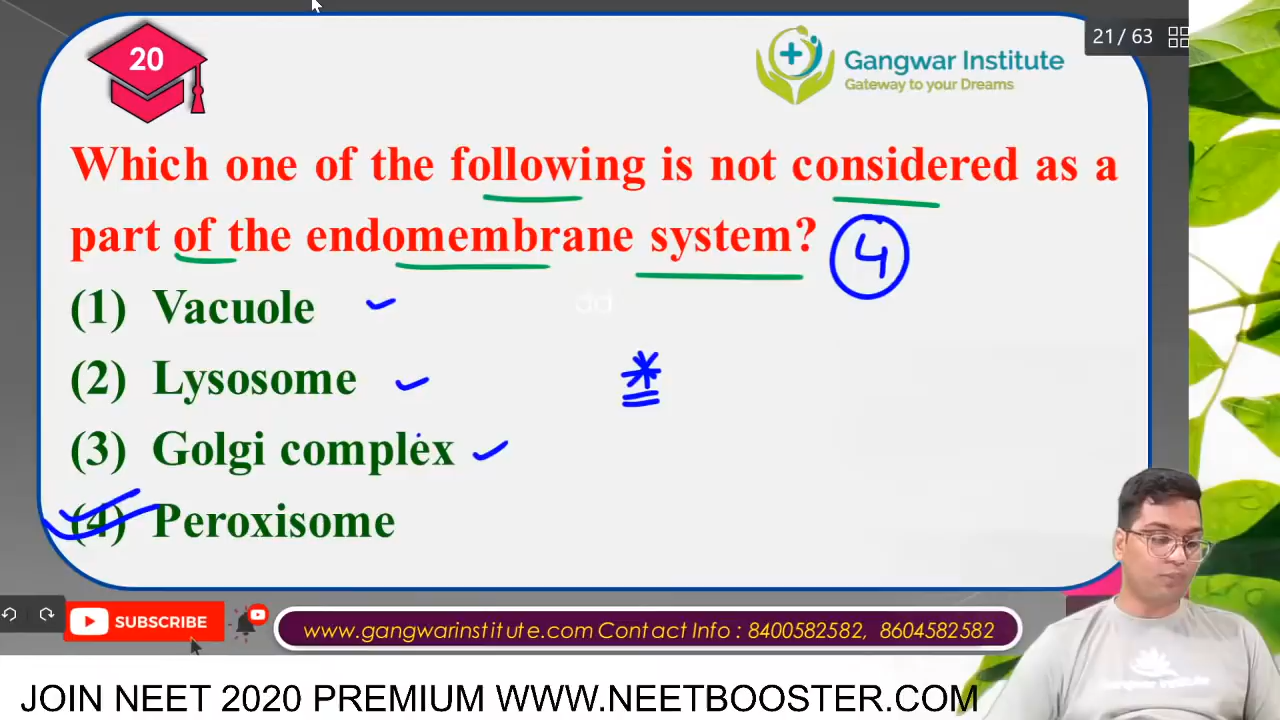 20
Gangwar Institute
Gateway to your Dreams
21 / 63
Which one of the following is not considered as a
part of the endomembrane system? 4
(1) Vacuole
(2) Lysosome
*
(3) Golgi complex
(4) Peroxisome
SUBSCRIBE
www.gangwarinstitute.com Contact Info : 8400582582, 8604582582
gangwar institute
JOIN NEET 2020 PREMIUM WWW.NEETBOOSTER.COM